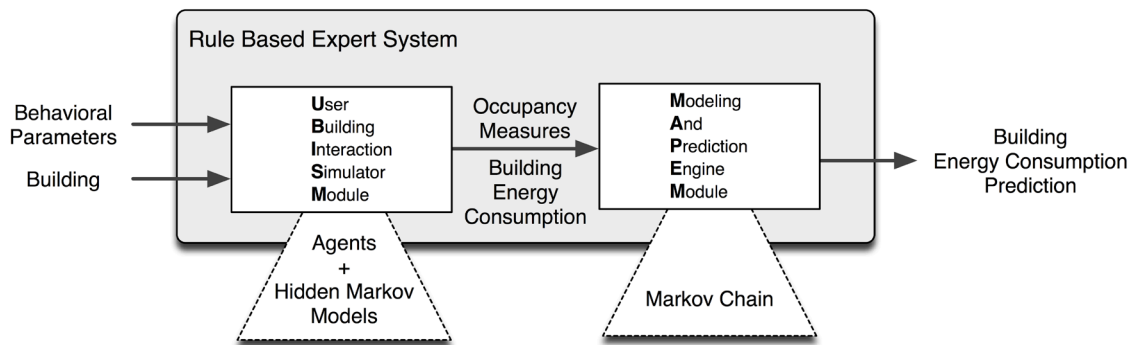 Rule Based Expert System
Behavioral
Parameters
Building
User
Building
Interaction
Simulator
Module
Occupancy
Measures
Building
Energy
Consumption
Modeling
And
Prediction
Engine
Module
Building
Energy Consumption
Prediction
Agents
+
Hidden Markov
Models
Markov Chain